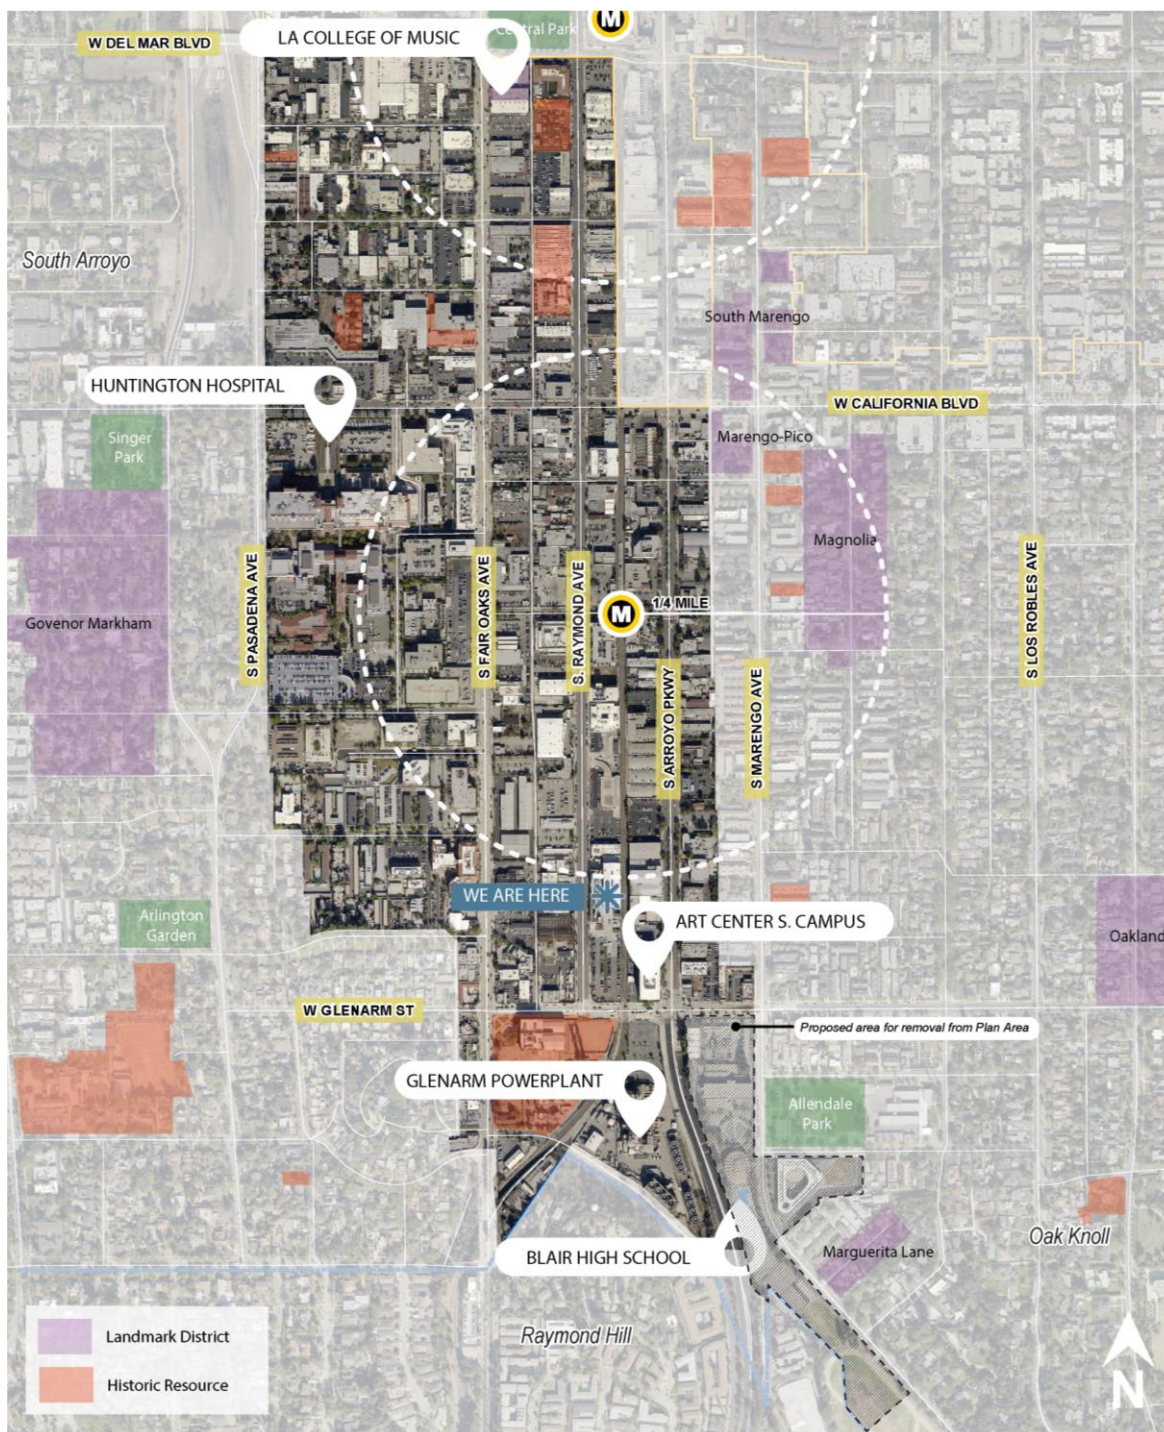 M
Central Park
LA COLLEGE OF MUSIC
W DEL MAR BLVD
South Arroyo
South Marengo
HUNTINGTON HOSPITAL
W CALIFORNIA BLVD
Singer
Park
Marengo-Pico
Magnolia
S PASADENA AVE
S FAIR OAKS AVE
S. RAYMOND AVE
M
1/4 MILE
S LOS ROBLES AVE
Govenor Markham
S ARROYO PKWY
S MARENGO AVE
WE ARE HERE
Arlington
Garden
ART CENTER S. CAMPUS
Oakland
W GLENARM ST
Proposed area for removal from Plan Area
GLENARM POWERPLANT
Allendale
Park
BLAIR HIGH SCHOOL
Marguerita Lane
Oak Knoll
Raymond Hill
Landmark District
Historic Resource
N